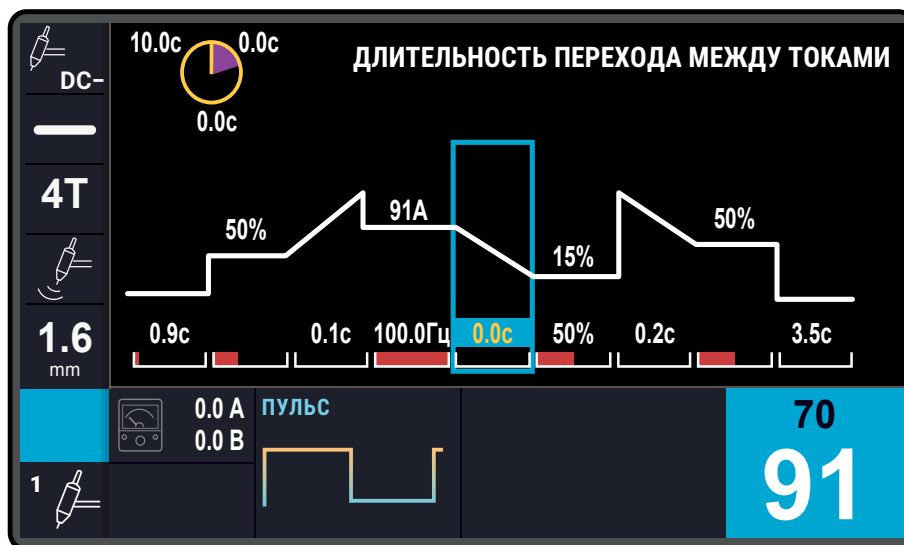 10.0с 0.0с
0.0с
ДЛИТЕЛЬНОСТЬ ПЕРЕХОДА МЕЖДУ ТОКАМИ
DC–
4T
1.6
mm
1
50% 91A 15% 50%
0.9с 0.1с 100.0Гц 0.0с 50% 0.2с 3.5с
0.0 A
0.0 В
ПУЛЬС
70
91